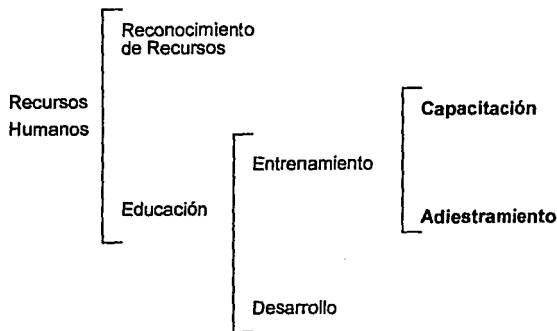 Reconocimiento
de Recursos
Recursos
Humanos
Capacitación
Entrenamiento
Educación
Adiestramiento
Desarrollo